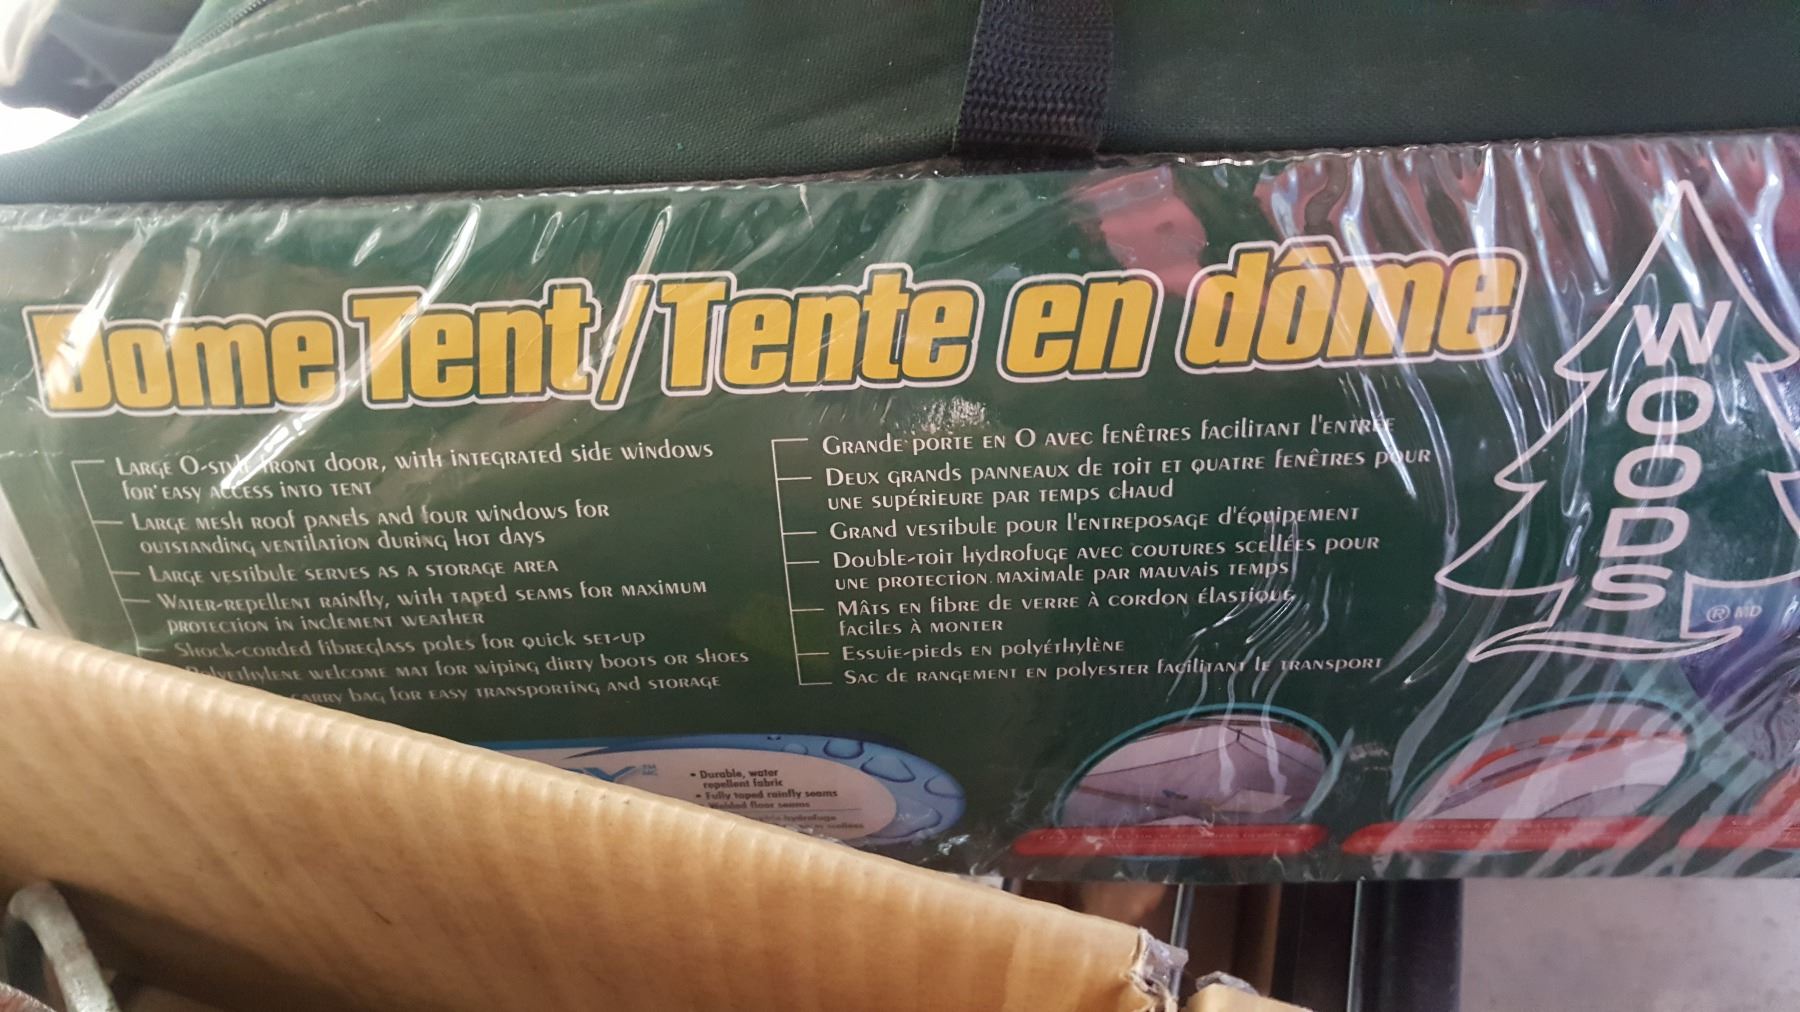 Dome Tent/Tente en dôme
LARGE O-STYLE FRONT DOOR, WITH INTEGRATED SIDE WINDOWS
FOR EASY ACCESS INTO TENT
LARGE MESH ROOF PANELS AND FOUR WINDOWS FOR
OUTSTANDING VENTILATION DURING HOT DAYS
LARGE VESTIBULE SERVES AS A STORAGE AREA
WATER-REPELLENT RAINFLY, WITH TAPED SEAMS FOR MAXIMUM
PROTECTION IN INCLEMENT WEATHER
SHOCK-CORDED FIBREGLASS POLES FOR QUICK SET-UP
POLYETHYLENE WELCOME MAT FOR WIPING DIRTY BOOTS OR SHOES
CARRY BAG FOR EASY TRANSPORTING AND STORAGE
GRANDE PORTE EN O AVEC FENÊTRES FACILITANT L'ENTRÉE
DEUX GRANDS PANNEAUX DE TOIT ET QUATRE FENÊTRES POUR
UNE SUPÉRIEURE PAR TEMPS CHAUD
GRAND VESTIBULE POUR L'ENTREPOSAGE D'ÉQUIPEMENT
DOUBLE-TOIT HYDROFUGE AVEC COUTURES SCELLÉES POUR
UNE PROTECTION MAXIMALE PAR MAUVAIS TEMPS
MÂTS EN FIBRE DE VERRE À CORDON ÉLASTIQUE
FACILES À MONTER
ESSUIE-PIEDS EN POLYÉTHYLÈNE
SAC DE RANGEMENT EN POLYESTER FACILITANT LE TRANSPORT
WOODS
® MD
Y TM MC
• Durable, water
repellent fabric
• Fully taped rainfly seams
Welded floor seams
hydrofuge
scellées